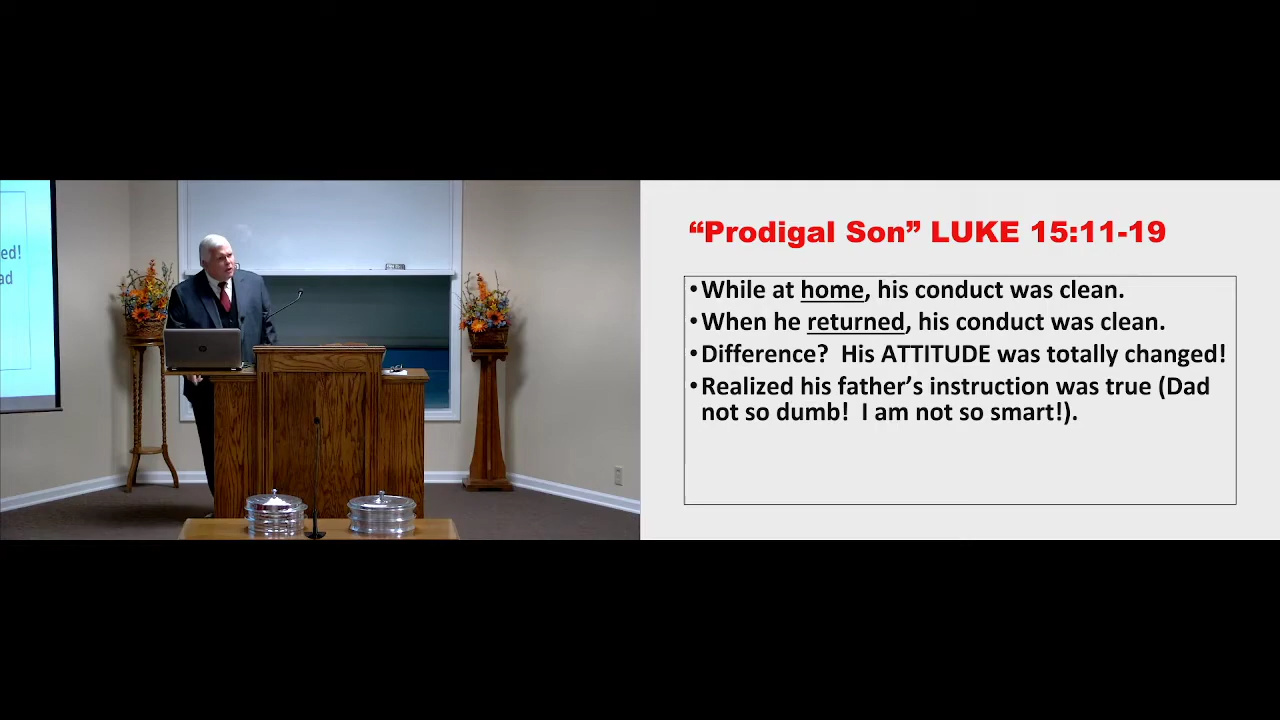 ed!
ad
“Prodigal Son” LUKE 15:11-19
•While at home, his conduct was clean.
•When he returned, his conduct was clean.
•Difference?  His ATTITUDE was totally changed!
•Realized his father’s instruction was true (Dad
not so dumb!  I am not so smart!).